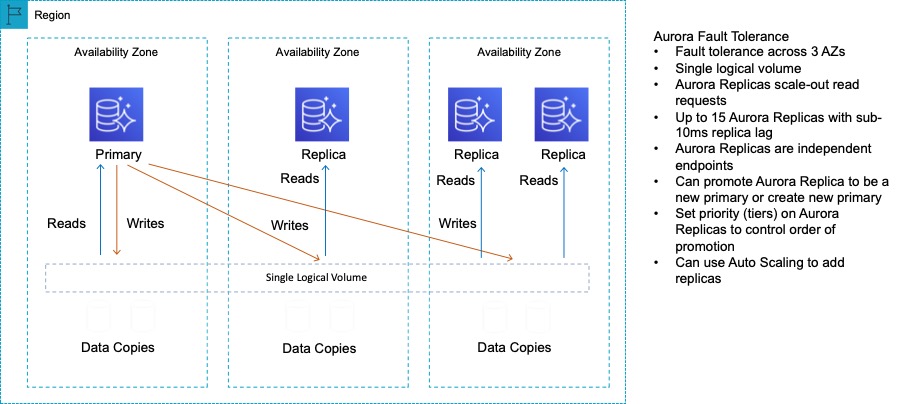 Region
Availability Zone
Availability Zone
Availability Zone
Primary
Replica
Replica
Replica
Reads
Writes
Writes
Reads
Writes
Reads
Reads
Single Logical Volume
Data Copies
Data Copies
Data Copies
Aurora Fault Tolerance
• Fault tolerance across 3 AZs
• Single logical volume
• Aurora Replicas scale-out read
requests
• Up to 15 Aurora Replicas with sub-
10ms replica lag
• Aurora Replicas are independent
endpoints
• Can promote Aurora Replica to be a
new primary or create new primary
• Set priority (tiers) on Aurora
Replicas to control order of
promotion
• Can use Auto Scaling to add
replicas